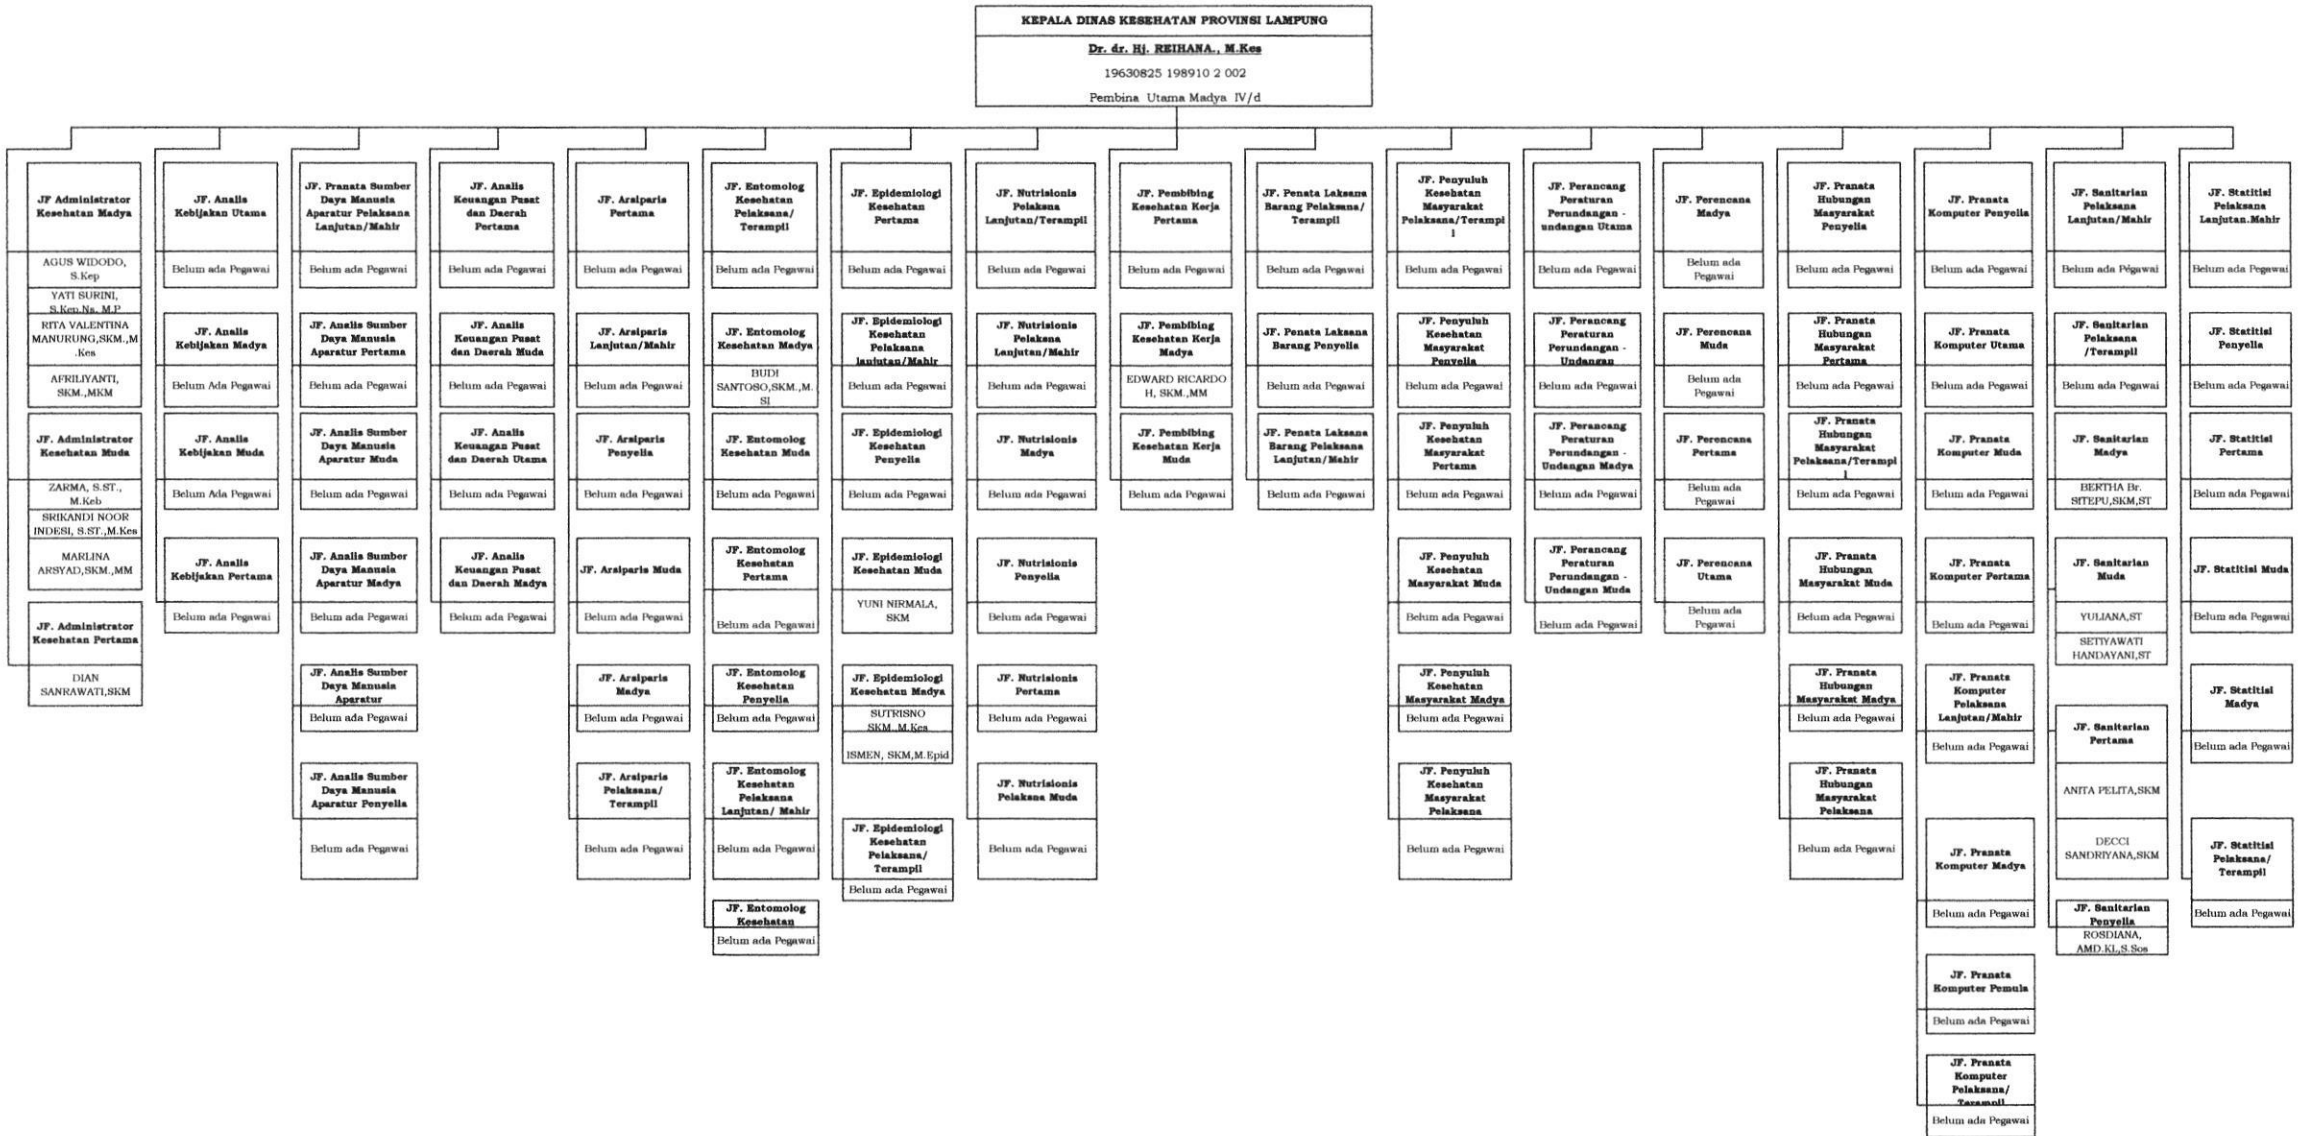 KEPALA DINAS KESEHATAN PROVINSI LAMPUNG
Dr. dr. Hj. REIHANA., M.Kes
19630825 198910 2 002
Pembina Utama Madya IV/d
JF Administrator
Kesehatan Madya
AGUS WIDODO,
S.Kep
YATI SURINI,
S.Kep.Ns. M.P
RITA VALENTINA
MANURUNG,SKM.,M
.Kes
AFRILIYANTI,
SKM.,MKM
JF. Administrator
Kesehatan Muda
ZARMA, S.ST.,
M.Keb
SRIKANDI NOOR
INDESI, S.ST.,M.Kes
MARLINA
ARSYAD,SKM.,MM
JF. Administrator
Kesehatan Pertama
DIAN
SANRAWATI,SKM
JF. Analis
Kebijakan Utama
Belum ada Pegawai
JF. Analis
Kebijakan Madya
Belum Ada Pegawai
JF. Analis
Kebijakan Muda
Belum Ada Pegawai
JF. Analis
Kebijakan Pertama
Belum ada Pegawai
JF. Pranata Sumber
Daya Manusia
Aparatur Pelaksana
Lanjutan/Mahir
Belum ada Pegawai
JF. Analis Sumber
Daya Manusia
Aparatur Pertama
Belum ada Pegawai
JF. Analis Sumber
Daya Manusia
Aparatur Muda
Belum ada Pegawai
JF. Analis Sumber
Daya Manusia
Aparatur Madya
Belum ada Pegawai
JF. Analis Sumber
Daya Manusia
Aparatur
Belum ada Pegawai
JF. Analis Sumber
Daya Manusia
Aparatur Penyelia
Belum ada Pegawai
JF. Analis
Keuangan Pusat
dan Daerah
Pertama
Belum ada Pegawai
JF. Analis
Keuangan Pusat
dan Daerah Muda
Belum ada Pegawai
JF. Analis
Keuangan Pusat
dan Daerah Utama
Belum ada Pegawai
JF. Analis
Keuangan Pusat
dan Daerah Madya
Belum ada Pegawai
JF. Arsiparis
Pertama
Belum ada Pegawai
JF. Arsiparis
Lanjutan/Mahir
Belum ada Pegawai
JF. Arsiparis
Penyelia
Belum ada Pegawai
JF. Arsiparis Muda
Belum ada Pegawai
JF. Arsiparis
Madya
Belum ada Pegawai
JF. Arsiparis
Pelaksana/
Terampil
Belum ada Pegawai
JF. Entomolog
Kesehatan
Pelaksana/
Terampil
Belum ada Pegawai
JF. Entomolog
Kesehatan Madya
BUDI
SANTOSO,SKM.,M.
SI
JF. Entomolog
Kesehatan Muda
Belum ada Pegawai
JF. Entomolog
Kesehatan
Pertama
Belum ada Pegawai
JF. Entomolog
Kesehatan
Penyelia
Belum ada Pegawai
JF. Entomolog
Kesehatan
Pelaksana
Lanjutan/ Mahir
Belum ada Pegawai
JF. Entomolog
Kesehatan
Belum ada Pegawai
JF. Epidemiologi
Kesehatan
Pertama
Belum ada Pegawai
JF. Epidemiologi
Kesehatan
Pelaksana
lanjutan/Mahir
Belum ada Pegawai
JF. Epidemiologi
Kesehatan
Penyelia
Belum ada Pegawai
JF. Epidemiologi
Kesehatan Muda
YUNI NIRMALA,
SKM
JF. Epidemiologi
Kesehatan Madya
SUTRISNO
SKM.,M.Kes
ISMEN, SKM,M.Epid
JF. Epidemiologi
Kesehatan
Pelaksana/
Terampil
Belum ada Pegawai
JF. Nutrisionis
Pelaksna
Lanjutan/Terampil
Belum ada Pegawai
JF. Nutrisionis
Pelaksna
Lanjutan/Mahir
Belum ada Pegawai
JF. Nutrisionis
Madya
Belum ada Pegawai
JF. Nutrisionis
Penyelia
Belum ada Pegawai
JF. Nutrisionis
Pertama
Belum ada Pegawai
JF. Nutrisionis
Pelaksna Muda
Belum ada Pegawai
JF. Pembibing
Kesehatan Kerja
Pertama
Belum ada Pegawai
JF. Pembibing
Kesehatan Kerja
Madya
EDWARD RICARDO
H, SKM.,MM
JF. Pembibing
Kesehatan Kerja
Muda
Belum ada Pegawai
JF. Penata Laksana
Barang Pelaksana/
Terampil
Belum ada Pegawai
JF. Penata Laksana
Barang Penyelia
Belum ada Pegawai
JF. Penata Laksana
Barang Pelaksana
Lanjutan/Mahir
Belum ada Pegawai
JF. Penyuluh
Kesehatan
Masyarakat
Pelaksana/Terampi
l
Belum ada Pegawai
JF. Penyuluh
Kesehatan
Masyarakat
Penyelia
Belum ada Pegawai
JF. Penyuluh
Kesehatan
Masyarakat
Pertama
Belum ada Pegawai
JF. Penyuluh
Kesehatan
Masyarakat Muda
Belum ada Pegawai
JF. Penyuluh
Kesehatan
Masyarakat Madya
Belum ada Pegawai
JF. Penyuluh
Kesehatan
Masyarakat
Pelaksana
Belum ada Pegawai
JF. Perancang
Peraturan
Perundangan -
undangan Utama
Belum ada Pegawai
JF. Perancang
Peraturan
Perundangan -
Undangan
Belum ada Pegawai
JF. Perancang
Peraturan
Perundangan -
Undangan Madya
Belum ada Pegawai
JF. Perancang
Peraturan
Perundangan -
Undangan Muda
Belum ada Pegawai
JF. Perencana
Madya
Belum ada
Pegawai
JF. Perencana
Muda
Belum ada
Pegawai
JF. Perencana
Pertama
Belum ada
Pegawai
JF. Perencana
Utama
Belum ada
Pegawai
JF. Pranata
Hubungan
Masyarakat
Penyelia
Belum ada Pegawai
JF. Pranata
Hubungan
Masyarakat
Pertama
Belum ada Pegawai
JF. Pranata
Hubungan
Masyarakat
Pelaksana/Terampi
l
Belum ada Pegawai
JF. Pranata
Hubungan
Masyarakat Muda
Belum ada Pegawai
JF. Pranata
Hubungan
Masyarakat Madya
Belum ada Pegawai
JF. Pranata
Hubungan
Masyarakat
Pelaksana
Belum ada Pegawai
JF. Pranata
Komputer Penyelia
Belum ada Pegawai
JF. Pranata
Komputer Utama
Belum ada Pegawai
JF. Pranata
Komputer Muda
Belum ada Pegawai
JF. Pranata
Komputer Pertama
Belum ada Pegawai
JF. Pranata
Komputer
Pelaksana
Lanjutan/Mahir
Belum ada Pegawai
JF. Pranata
Komputer Madya
Belum ada Pegawai
JF. Pranata
Komputer Pemula
Belum ada Pegawai
JF. Pranata
Komputer
Pelaksana/
Terampil
Belum ada Pegawai
JF. Sanitarian
Pelaksana
Lanjutan/Mahir
Belum ada Pegawai
JF. Sanitarian
Pelaksana
/Terampil
Belum ada Pegawai
JF. Sanitarian
Madya
BERTHA Br.
SITEPU,SKM,ST
JF. Sanitarian
Muda
YULIANA,ST
SETIYAWATI
HANDAYANI,ST
JF. Sanitarian
Pertama
ANITA PELITA,SKM
DECCI
SANDRIYANA,SKM
JF. Sanitarian
Penyelia
ROSDIANA,
AMD.KL,S.Sos
JF. Statitisi
Pelaksana
Lanjutan.Mahir
Belum ada Pegawai
JF. Statitisi
Penyelia
Belum ada Pegawai
JF. Statitisi
Pertama
Belum ada Pegawai
JF. Statitisi Muda
Belum ada Pegawai
JF. Statitisi
Madya
Belum ada Pegawai
JF. Statitisi
Pelaksana/
Terampil
Belum ada Pegawai